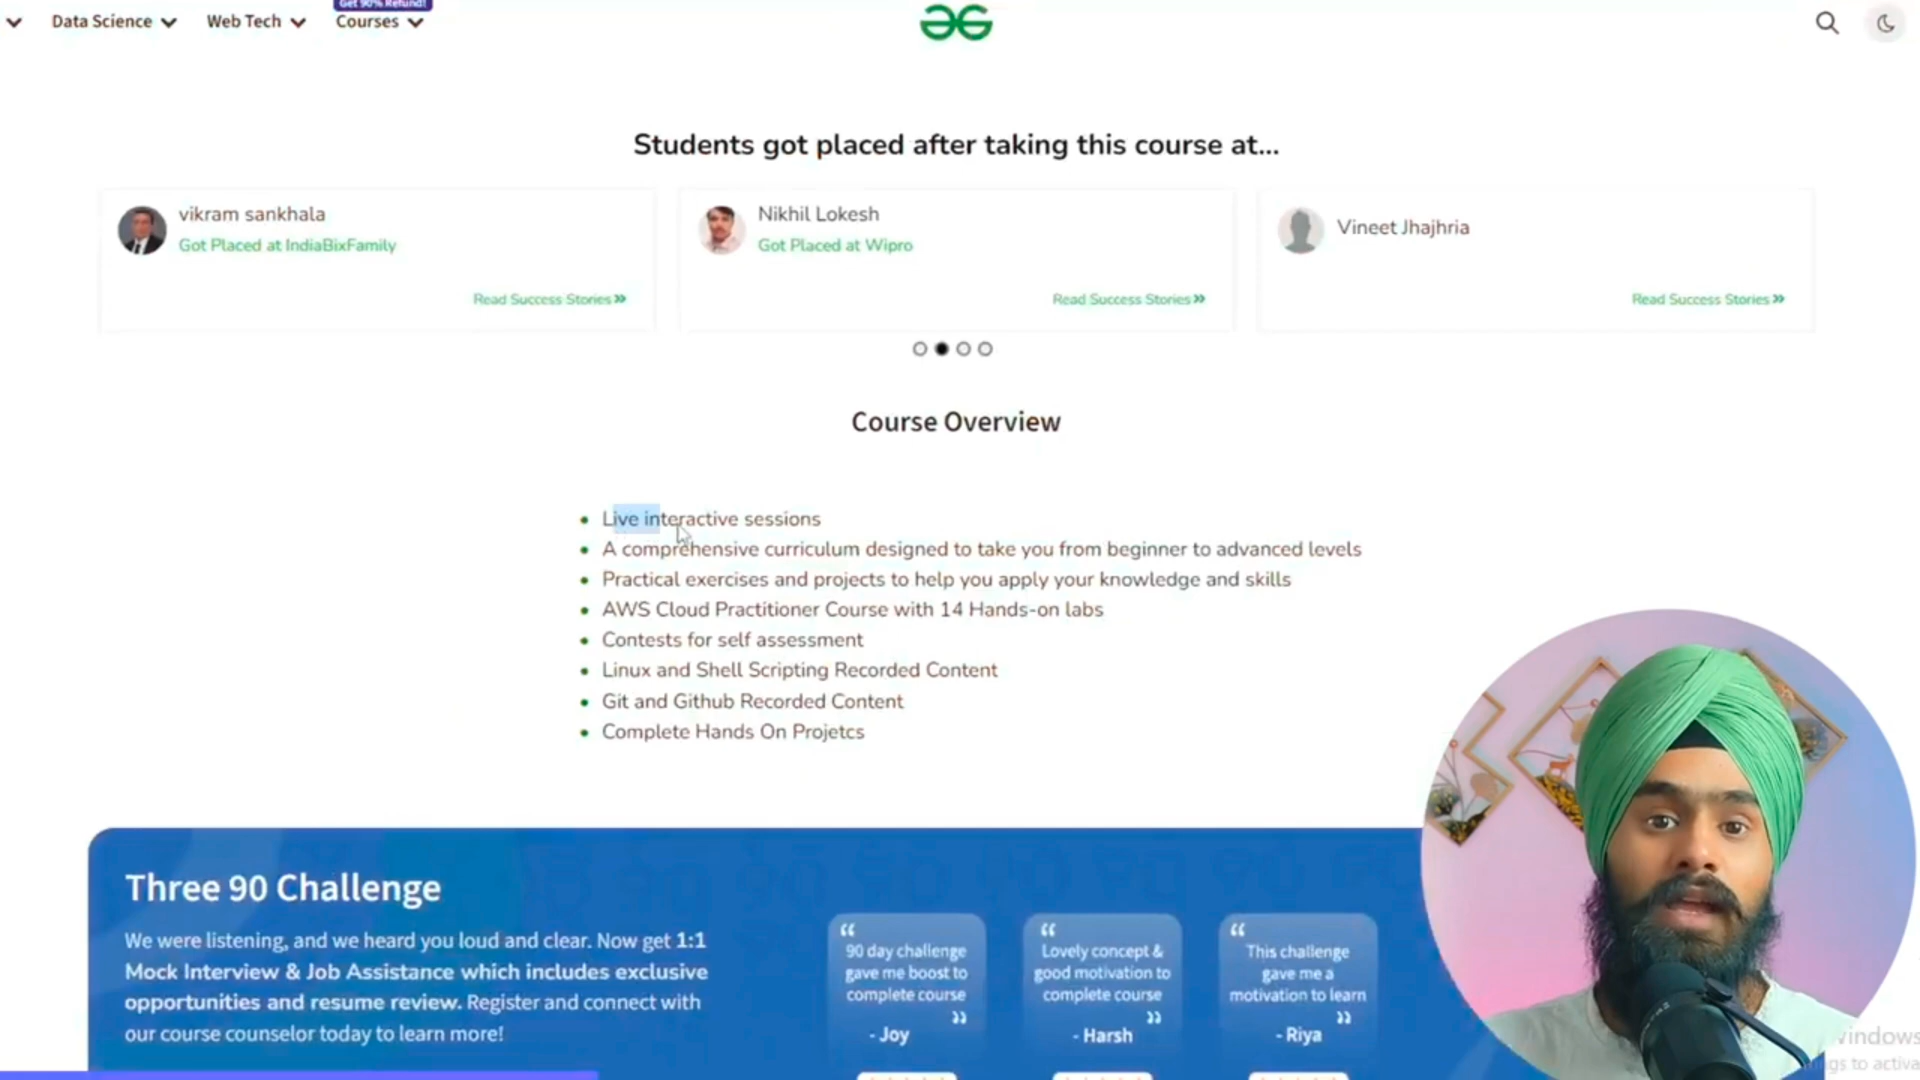 Get 90% Refund!
Data Science
Web Tech
Courses
Students got placed after taking this course at...
vikram sankhala
Got Placed at IndiaBixFamily
Read Success Stories
Nikhil Lokesh
Got Placed at Wipro
Read Success Stories
Vineet Jhajhria
Read Success Stories
Course Overview
Live interactive sessions
A comprehensive curriculum designed to take you from beginner to advanced levels
Practical exercises and projects to help you apply your knowledge and skills
AWS Cloud Practitioner Course with 14 Hands-on labs
Contests for self assessment
Linux and Shell Scripting Recorded Content
Git and Github Recorded Content
Complete Hands On Projetcs
Three 90 Challenge
We were listening, and we heard you loud and clear. Now get 1:1
Mock Interview & Job Assistance which includes exclusive
opportunities and resume review. Register and connect with
our course counselor today to learn more!
“
90 day challenge
gave me boost to
complete course
”
- Joy
“
Lovely concept &
good motivation to
complete course
”
- Harsh
“
This challenge
gave me a
motivation to learn
”
- Riya